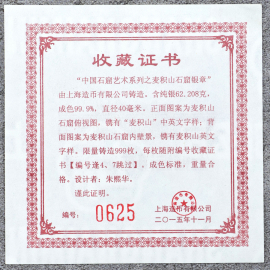 收藏证书
“中国石窟艺术系列之麦积山石窟银章”
由上海造币有限公司铸造。含纯银62.208克,
成色99.9%,直径40毫米。正面图案为麦积山
石窟俯视图,镌有“麦积山”中英文字样;背
面图案为麦积山石窟内壁景,镌有麦积山英文
字样,限量铸造999枚,每枚随附编号收藏证
书【编号逢4、7跳过】,成色标准,重量合
格。设计者:朱熙华。
谨此证明。
编号: 0625
上海造币有限公司
二〇一五年十一月